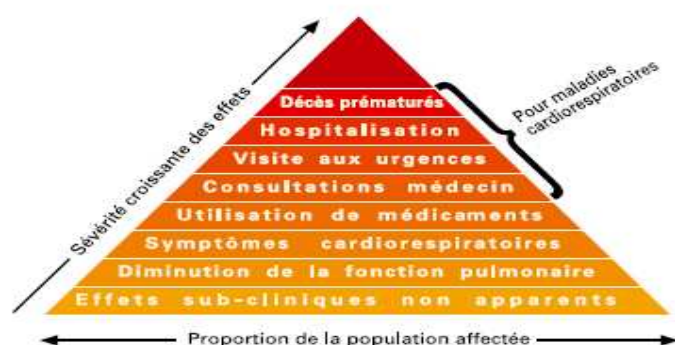 Sévérité croissante des effets
Décès prématurés
Hospitalisation
Visite aux urgences
Consultations médecin
Utilisation de médicaments
Symptômes cardiorespiratoires
Diminution de la fonction pulmonaire
Effets sub-cliniques non apparents
Pour maladies
cardiorespiratoires
Proportion de la population affectée